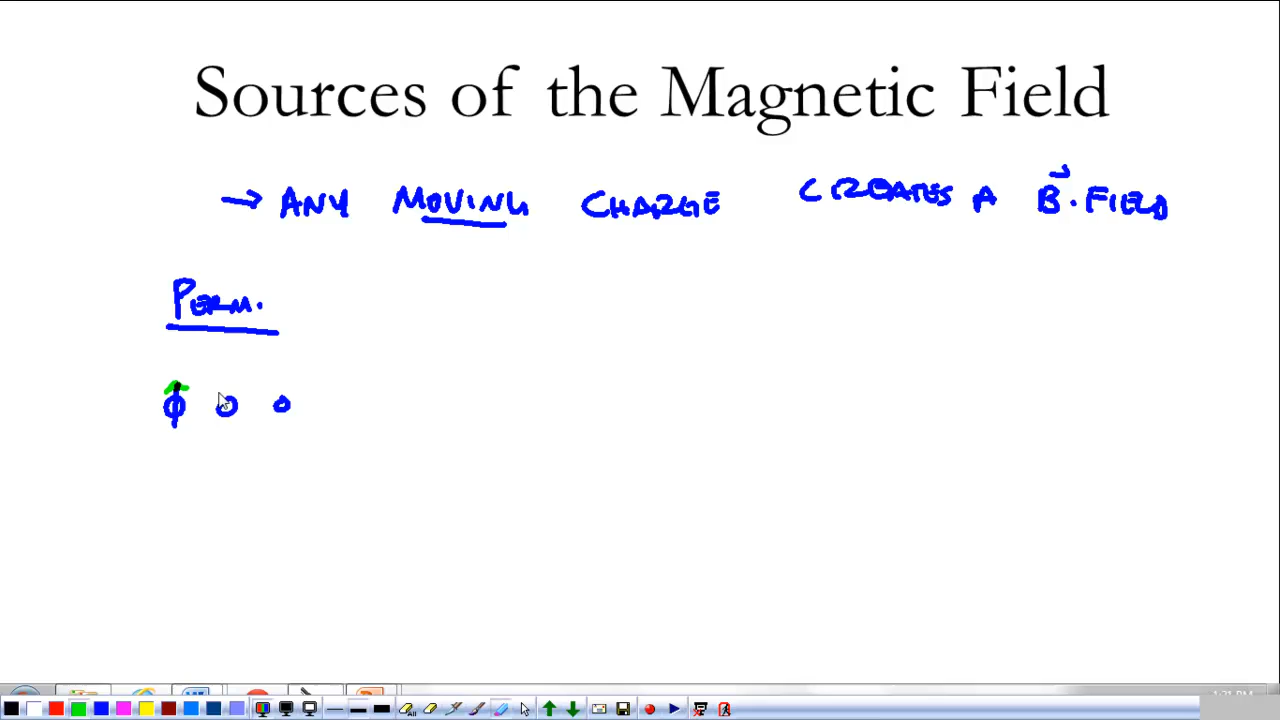 Sources of the Magnetic Field
→ ANY MOVING CHARGE CREATES A B⃗·FIELD
PERM.